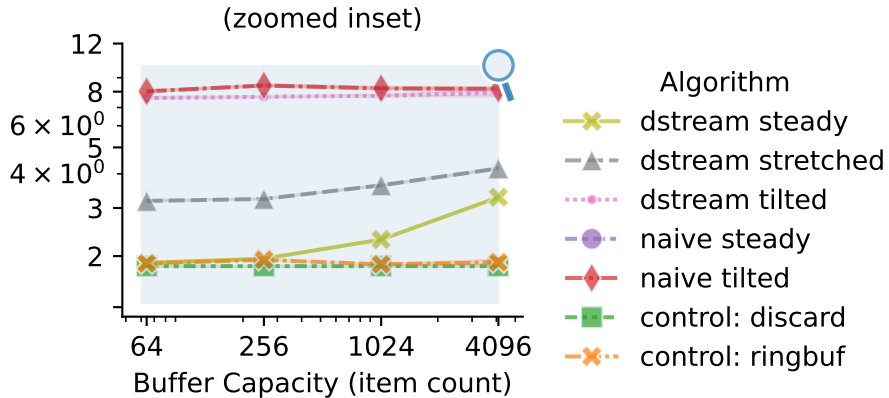 (zoomed inset)
12
8
6 × 10⁰
5
4 × 10⁰
3
2
64 256 1024 4096
Buffer Capacity (item count)
Algorithm
dstream steady
dstream stretched
dstream tilted
naive steady
naive tilted
control: discard
control: ringbuf